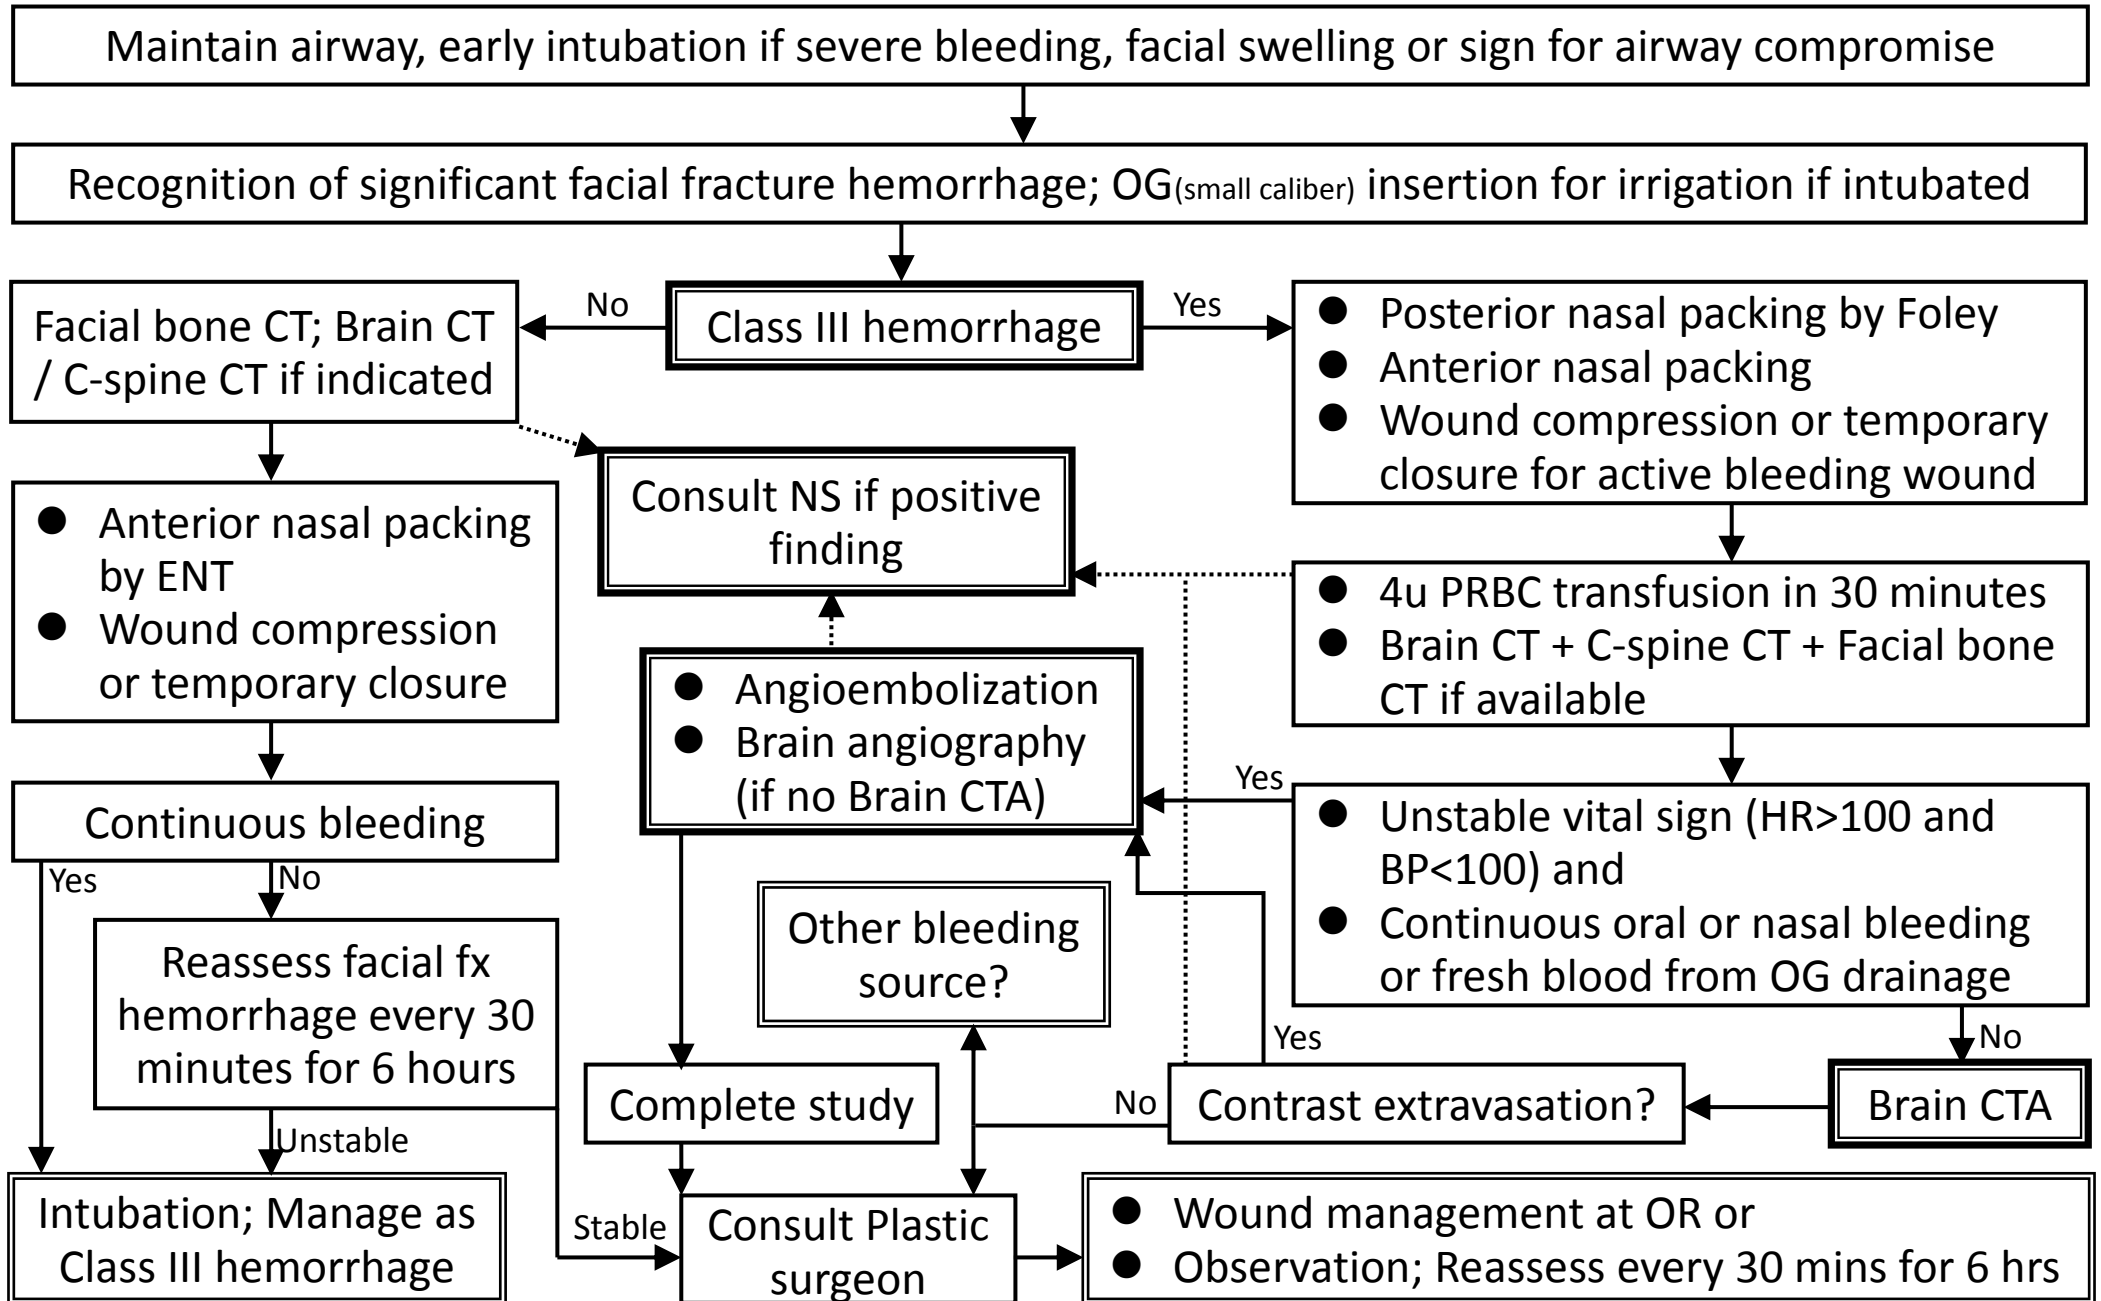 Maintain airway, early intubation if severe bleeding, facial swelling or sign for airway compromise
Recognition of significant facial fracture hemorrhage; OG(small caliber) insertion for irrigation if intubated
No
Class III hemorrhage
Yes
Facial bone CT; Brain CT
/ C-spine CT if indicated
● Posterior nasal packing by Foley
● Anterior nasal packing
● Wound compression or temporary
closure for active bleeding wound
Consult NS if positive
finding
● Anterior nasal packing
by ENT
● Wound compression
or temporary closure
● 4u PRBC transfusion in 30 minutes
● Brain CT + C-spine CT + Facial bone
CT if available
● Angioembolization
● Brain angiography
(if no Brain CTA)
Yes
● Unstable vital sign (HR>100 and
BP<100) and
● Continuous oral or nasal bleeding
or fresh blood from OG drainage
Continuous bleeding
Yes
No
Reassess facial fx
hemorrhage every 30
minutes for 6 hours
Other bleeding
source?
Yes
No
Complete study
No
Contrast extravasation?
Brain CTA
Unstable
Intubation; Manage as
Class III hemorrhage
Stable
Consult Plastic
surgeon
● Wound management at OR or
● Observation; Reassess every 30 mins for 6 hrs